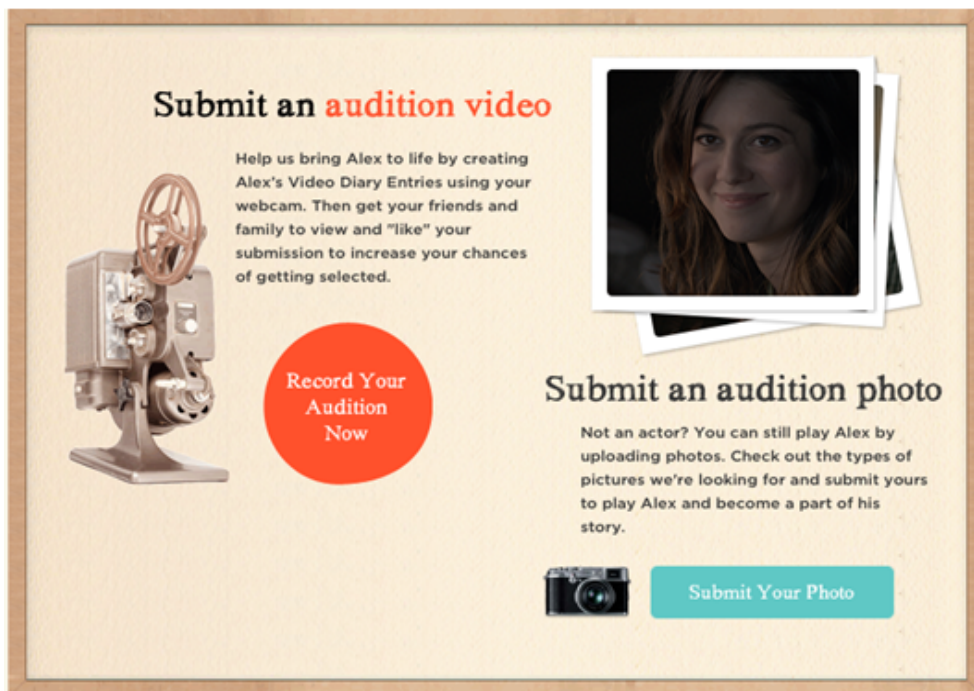 Submit an audition video
Help us bring Alex to life by creating
Alex's Video Diary Entries using your
webcam. Then get your friends and
family to view and "like" your
submission to increase your chances
of getting selected.
Record Your
Audition
Now
Submit an audition photo
Not an actor? You can still play Alex by
uploading photos. Check out the types of
pictures we're looking for and submit yours
to play Alex and become a part of his
story.
Submit Your Photo